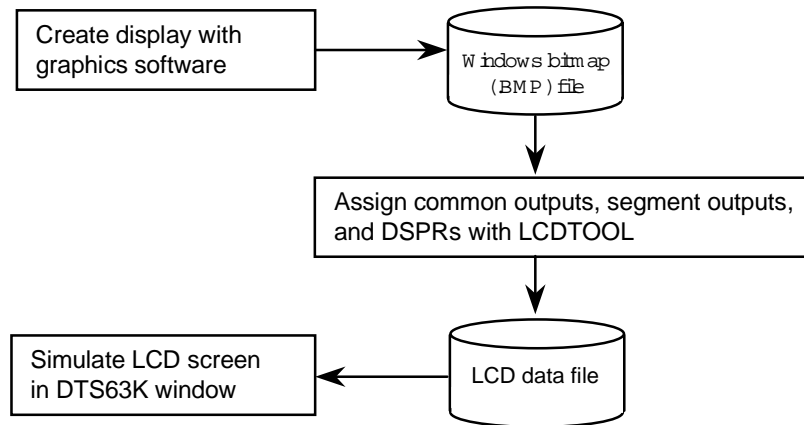 Create display with
graphics software
Windows bitmap
(BMP) file
Assign common outputs, segment outputs,
and DSPRs with LCDTOOL
Simulate LCD screen
in DTS63K window
LCD data file